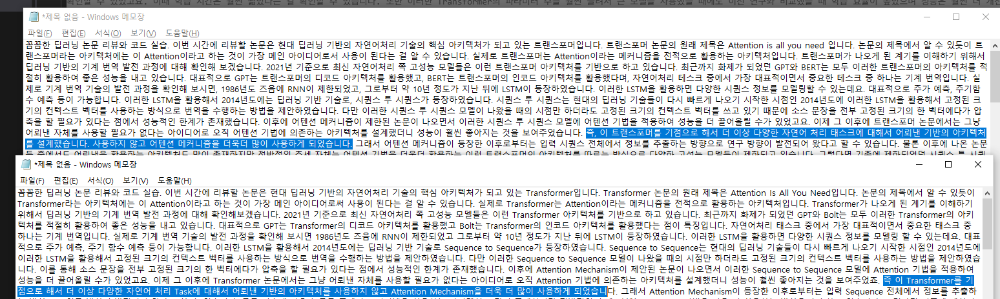 확인할 수 있었고요. 이때 학습 시간은 훨씬 짧았다는 걸 확인할 수 있습니다. 또한 이러한 Transformer의 파라미터 수를 훨씬 늘려서 큰 모델을 사용했을 때에도 이전 연구와 비교했을 때 학습 효율이 높았으며 성능은 훨씬 더 개선
*제목 없음 - Windows 메모장
파일(F) 편집(E) 서식(O) 보기(V) 도움말(H)
꼼꼼한 딥러닝 논문 리뷰와 코드 실습. 이번 시간에 리뷰할 논문은 현대 딥러닝 기반의 자연어처리 기술의 핵심 아키텍처가 되고 있는 트랜스포머입니다. 트랜스포머 논문의 원래 제목은 Attention is all you need 입니다. 논문의 제목에서 알 수 있듯이 트
랜스포머라는 아키텍처에는 이 Attention이라고 하는 것이 가장 메인 아이디어로서 사용이 된다는 걸 알 수 있습니다. 실제로 트랜스포머는 Attention이라는 메커니즘을 전적으로 활용하는 아키텍처입니다. 트랜스포머가 나오게 된 계기를 이해하기 위해서
딥러닝 기반의 기계 번역 발전 과정에 대해 확인해 보겠습니다. 2021년 기준으로 최신 자연어처리 쪽 고성능 모델들은 이런 트랜스포머 아키텍처를 기반으로 하고 있습니다. 최근까지 화제가 되었던 GPT와 BERT는 모두 이러한 트랜스포머 아키텍처를 적
절히 활용하여 좋은 성능을 내고 있습니다. 대표적으로 GPT는 트랜스포머의 디코드 아키텍처를 활용했고, BERT는 트랜스포머의 인코드 아키텍처를 활용했다며, 자연어처리 테스크 중에서 가장 대표적이면서 중요한 테스크 중 하나는 기계 번역입니다. 실
제로 기계 번역 기술의 발전 과정을 확인해 보시면, 1986년도 즈음에 RNN이 제한되었고, 그로부터 약 10년 정도가 지난 뒤에 LSTM이 등장하였습니다. 이러한 LSTM을 활용하면 다양한 시퀀스 정보를 모델링할 수 있는데요. 대표적으로 주가 예측, 주기함
수 예측 등이 가능합니다. 이러한 LSTM을 활용해서 2014년도에는 딥러닝 기반 기술로, 시퀀스 투 시퀀스가 등장하였습니다. 시퀀스 투 시퀀스는 현대의 딥러닝 기술들이 다시 빠르게 나오기 시작한 시점인 2014년도에 이러한 LSTM을 활용해서 고정된 크
기의 컨텍스트 벡터를 사용하는 방식으로 번역을 수행하는 방법을 제안하였습니다. 다만 이러한 시퀀스 투 시퀀스 모델이 나왔을 때의 시점만 하더라도 고정된 크기의 컨텍스트 벡터를 쓰고 있기 때문에 소스 문장을 전부 고정된 크기의 한 벡터에다가 압
축을 할 필요가 있다는 점에서 성능적인 한계가 존재했습니다. 이후에 어텐션 메커니즘이 제한된 논문이 나오면서 이러한 시퀀스 투 시퀀스 모델에 어텐션 기법을 적용하여 성능을 더 끌어올릴 수가 있었고요. 이제 그 이후에 트랜스포머 논문에서는 그냥
어뢰낸 자체를 사용할 필요가 없다는 아이디어로 오직 어텐션 기법에 의존하는 아키텍처를 설계했더니 성능이 훨씬 좋아지는 것을 보여주었습니다. 즉, 이 트랜스포머를 기점으로 해서 더 이상 다양한 자연어 처리 태스크에 대해서 어뢰낸 기반의 아키텍처
를 설계했습니다. 사용하지 않고 어텐션 메커니즘을 더욱더 많이 사용하게 되었습니다. 그래서 어텐션 메커니즘이 등장한 이후로부터는 입력 시퀀스 전체에서 정보를 추출하는 방향으로 연구 방향이 발전되어 왔다고 할 수 있습니다. 물론 이후에 나온 논문
들 중에서도 어뢰낸을 활용하는 아키텍처도 많이 존재하지만 전반적인 추세 자체는 어텐션 기법을 더욱더 활용하는 이런 트랜스포머의 아키텍처를 따르는 방식으로 다양한 고성능 모델들이 제한되고 있습니다. 그렇다면 기존에 제한되었던 시퀀스 투 시퀀
*제목 없음 - Windows 메모장
파일(F) 편집(E) 서식(O) 보기(V) 도움말(H)
꼼꼼한 딥러닝 논문 리뷰와 코드 실습. 이번 시간에 리뷰할 논문은 현대 딥러닝 기반의 자연어처리 기술의 핵심 아키텍처가 되고 있는 Transformer입니다. Transformer 논문의 원래 제목은 Attention Is All You Need입니다. 논문의 제목에서 알 수 있듯이
Transformer라는 아키텍처에는 이 Attention이라고 하는 것이 가장 메인 아이디어로써 사용이 된다는 걸 알 수 있습니다. 실제로 Transformer는 Attention이라는 메커니즘을 전적으로 활용하는 아키텍처입니다. Transformer가 나오게 된 계기를 이해하기
위해서 딥러닝 기반의 기계 번역 발전 과정에 대해 확인해보겠습니다. 2021년 기준으로 최신 자연어처리 쪽 고성능 모델들은 이런 Transformer 아키텍처를 기반으로 하고 있습니다. 최근까지 화제가 되었던 GPT와 Bolt는 모두 이러한 Transformer의 아키
텍처를 적절히 활용하여 좋은 성능을 내고 있습니다. 대표적으로 GPT는 Transformer의 디코드 아키텍처를 활용했고 Bolt는 Transformer의 인코드 아키텍처를 활용했다는 점이 특징입니다. 자연어처리 태스크 중에서 가장 대표적이면서 중요한 태스크 중
하나는 기계 번역입니다. 실제로 기계 번역 기술의 발전 과정을 확인해 보시면 1986년도 즈음에 RNN이 제한되었고 그로부터 약 10년 정도가 지난 뒤에 LSTM이 등장하였습니다. 이러한 LSTM을 활용하면 다양한 시퀀스 정보를 모델링 할 수 있는데요. 대표
적으로 주가 예측, 주기 함수 예측 등이 가능합니다. 이러한 LSTM을 활용해서 2014년도에는 딥러닝 기반 기술로 Sequence to Sequence가 등장하였습니다. Sequence to Sequence는 현대의 딥러닝 기술들이 다시 빠르게 나오기 시작한 시점인 2014년도에
이러한 LSTM을 활용해서 고정된 크기의 컨텍스트 벡터를 사용하는 방식으로 번역을 수행하는 방법을 제안하였습니다. 다만 이러한 Sequence to Sequence 모델이 나왔을 때의 시점만 하더라도 고정된 크기의 컨텍스트 벡터를 사용하는 방법을 제안하였습
니다. 이를 통해 소스 문장을 전부 고정된 크기의 한 벡터에다가 압축을 할 필요가 있다는 점에서 성능적인 한계가 존재했습니다. 이후에 Attention Mechanism이 제안된 논문이 나오면서 이러한 Sequence to Sequence 모델에 Attention 기법을 적용하여
성능을 더 끌어올릴 수가 있었고요. 이제 그 이후에 Transformer 논문에서는 그냥 어뢰낸 자체를 사용할 필요가 없다는 아이디어로 오직 Attention 기법에 의존하는 아키텍처를 설계했더니 성능이 훨씬 좋아지는 것을 보여주었죠. 즉 이 Transformer를 기
점으로 해서 더 이상 다양한 자연어 처리 Task에 대해서 어뢰낸 기반의 아키텍처를 사용하지 않고 Attention Mechanism을 더욱 더 많이 사용하게 되었습니다. 그래서 Attention Mechanism이 등장한 이후로부터는 입력 Sequence 전체에서 정보를 추출하